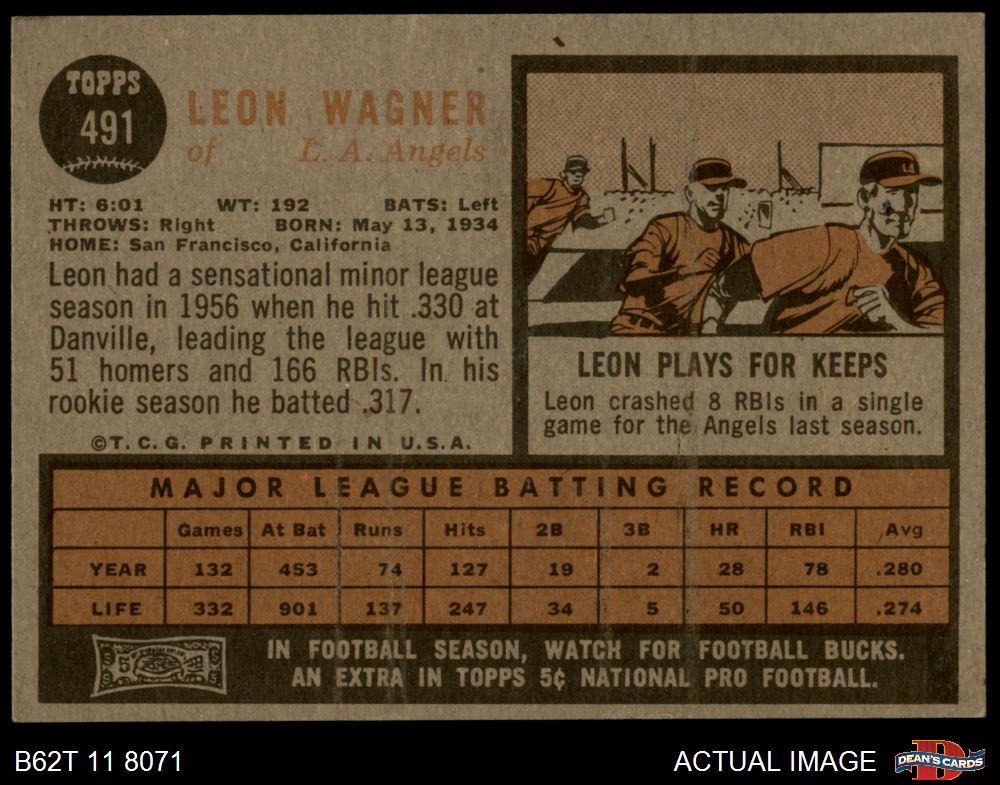 TOPPS
491
LEON WAGNER
of L. A. Angels
HT: 6:01 WT: 192 BATS: Left
THROWS: Right BORN: May 13, 1934
HOME: San Francisco, California
Leon had a sensational minor league
season in 1956 when he hit .330 at
Danville, leading the league with
51 homers and 166 RBIs. In his
rookie season he batted .317.
©T.C.G. PRINTED IN U.S.A.
LA
LEON PLAYS FOR KEEPS
Leon crashed 8 RBIs in a single
game for the Angels last season.
MAJOR LEAGUE BATTING RECORD
Games At Bat Runs Hits 2B 3B HR RBI Avg
YEAR 132 453 74 127 19 2 28 78 .280
LIFE 332 901 137 247 34 5 50 146 .274
IN FOOTBALL SEASON, WATCH FOR FOOTBALL BUCKS.
AN EXTRA IN TOPPS 5¢ NATIONAL PRO FOOTBALL.
B62T 11 8071 ACTUAL IMAGE DEAN'S CARDS